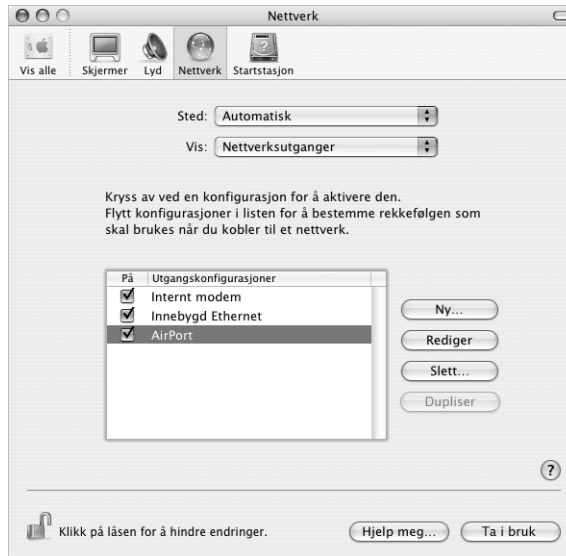 Nettverk
Vis alle
Skjermer
Lyd
Nettverk
Startstasjon
Sted: Automatisk
Vis: Nettverksutganger
Kryss av ved en konfigurasjon for å aktivere den.
Flytt konfigurasjoner i listen for å bestemme rekkefølgen som
skal brukes når du kobler til et nettverk.
På Utgangskonfigurasjoner
Internt modem
Innebygd Ethernet
AirPort
Ny...
Rediger
Slett...
Dupliser
?
Klikk på låsen for å hindre endringer.
Hjelp meg...
Ta i bruk